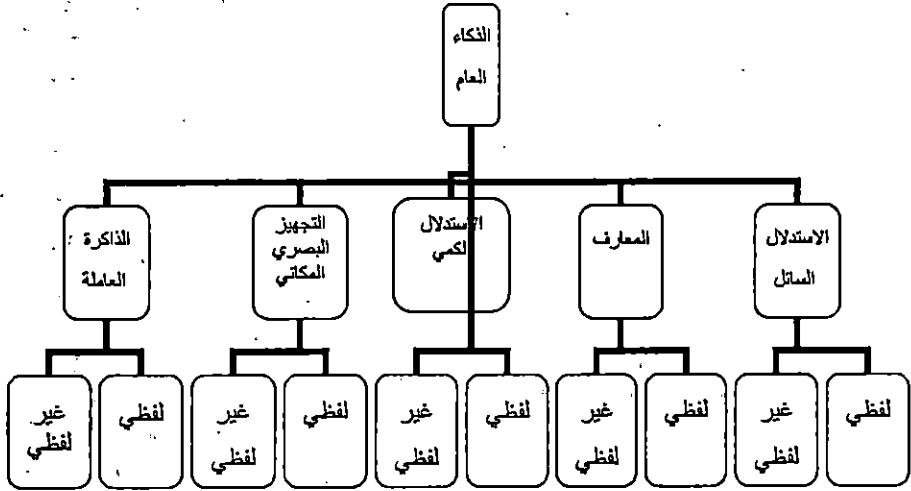 الذكاء
العام
الاستدلال
السائل
المعارف
الاستدلال
لكمي
التجهيز
البصري
المكاني
الذاكرة
العاملة
لفظي
غير
لفظي
لفظي
غير
لفظي
لفظي
غير
لفظي
لفظي
غير
لفظي
لفظي
غير
لفظي